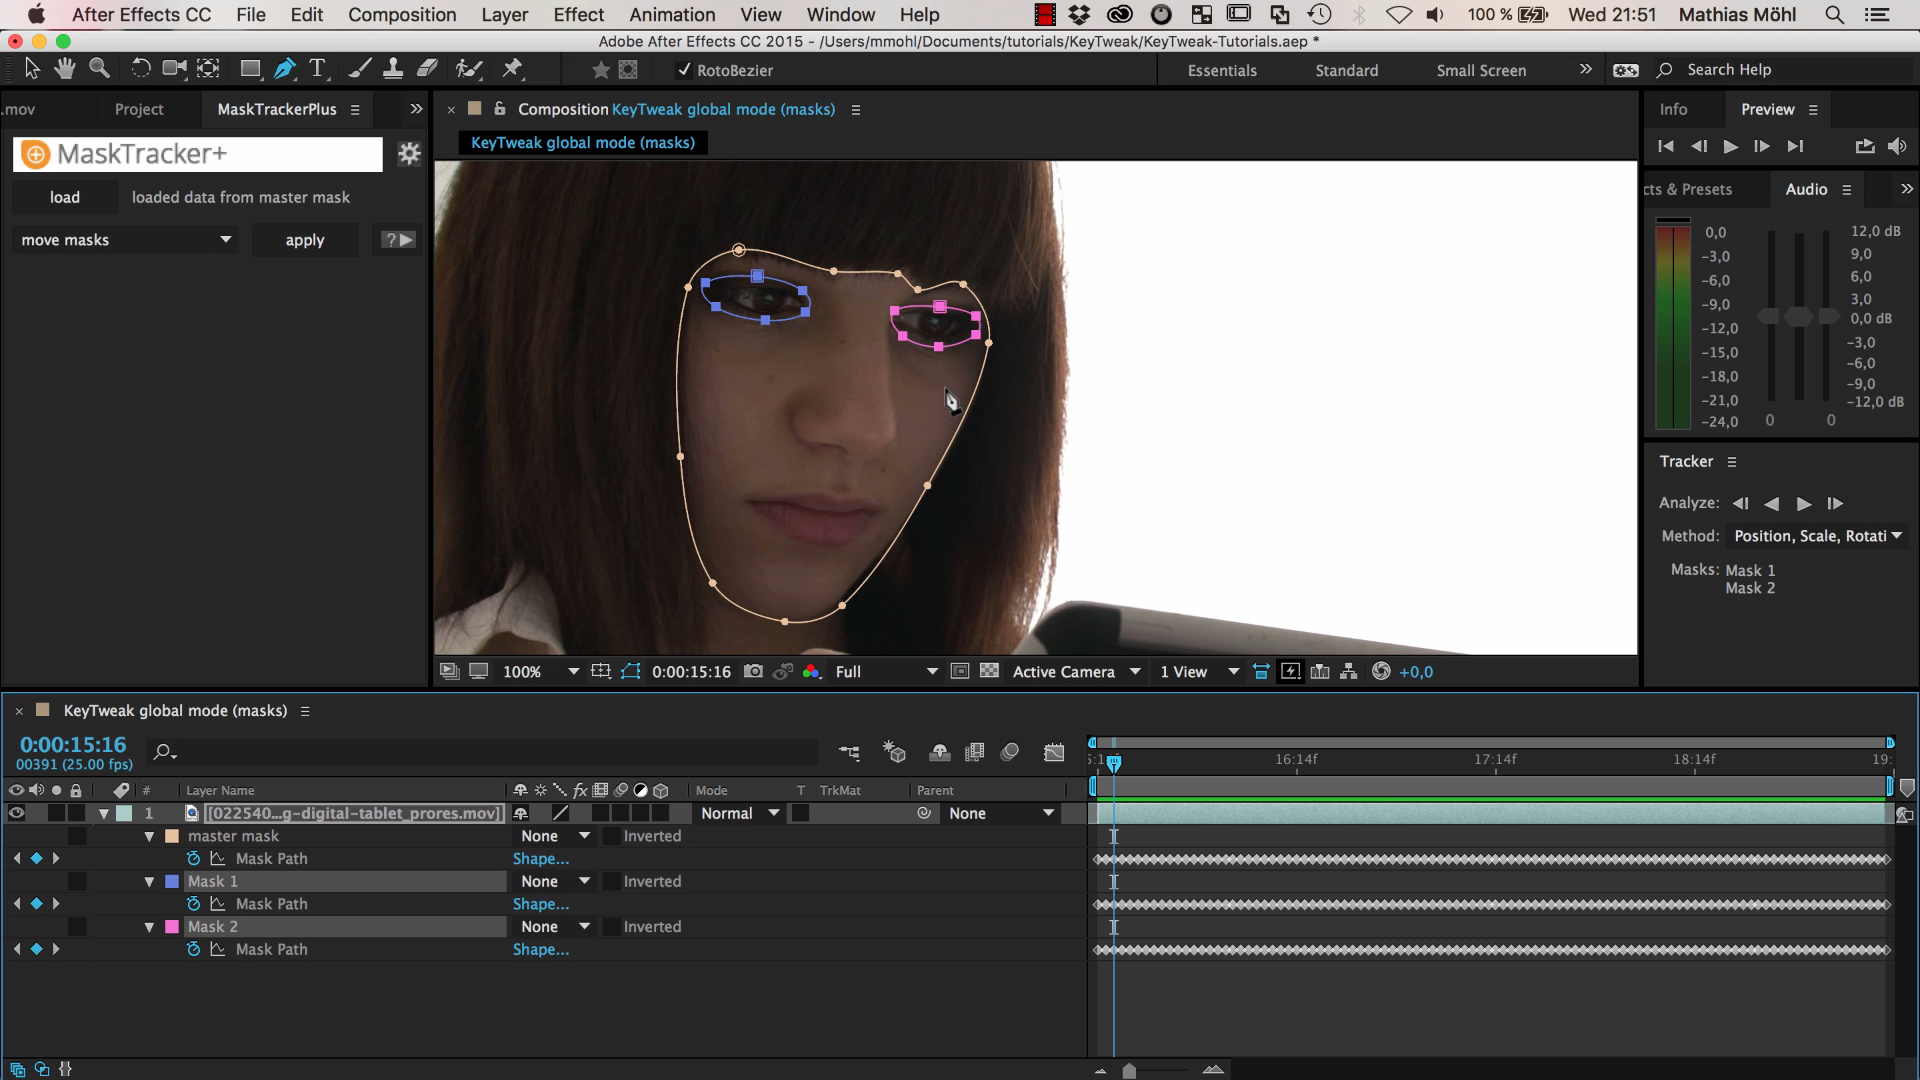 After Effects CC File Edit Composition Layer Effect Animation View Window Help 100 % Wed 21:51 Mathias Möhl
Adobe After Effects CC 2015 - /Users/mmohl/Documents/tutorials/KeyTweak/KeyTweak-Tutorials.aep *
T RotoBezier Essentials Standard Small Screen » Search Help
.mov Project MaskTrackerPlus » × Composition KeyTweak global mode (masks) Info Preview
KeyTweak global mode (masks)
MaskTracker+
load loaded data from master mask
move masks apply ?
cts & Presets Audio »
0,0 12,0 dB
-3,0 9,0
-6,0 6,0
-9,0 3,0
-12,0 0,0 dB
-15,0 -3,0
-18,0 -6,0
-21,0 -9,0
-24,0 -12,0 dB
0 0
Tracker
Analyze:
Method: Position, Scale, Rotati
Masks: Mask 1
Mask 2
100% 0:00:15:16 Full Active Camera 1 View +0,0
× KeyTweak global mode (masks)
0:00:15:16
00391 (25.00 fps)
16:14f 17:14f 18:14f 19:
# Layer Name fx Mode T TrkMat Parent
1 [022540...g-digital-tablet_prores.mov] Normal None
master mask None Inverted
Mask Path Shape...
Mask 1 None Inverted
Mask Path Shape...
Mask 2 None Inverted
Mask Path Shape...